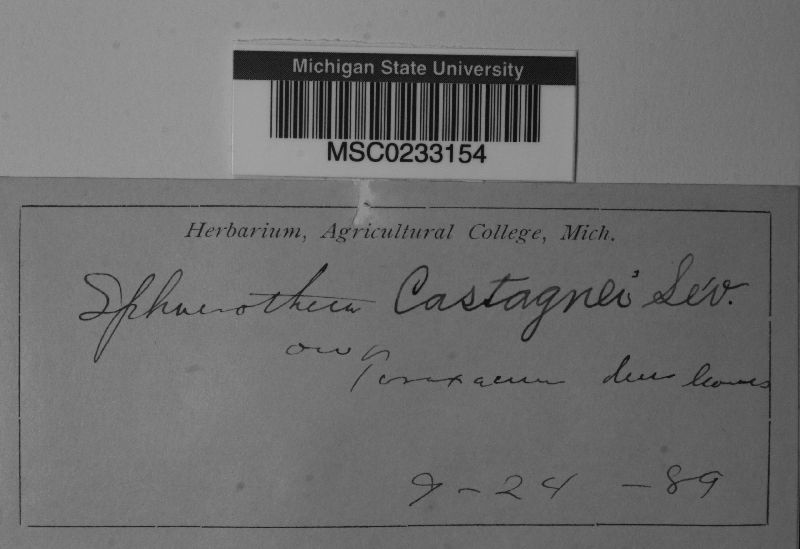 Michigan State University
MSC0233154
Herbarium, Agricultural College, Mich.
Sphaerotheca Castagnei Lév.
on Taraxacum dens leonis
9-24-89